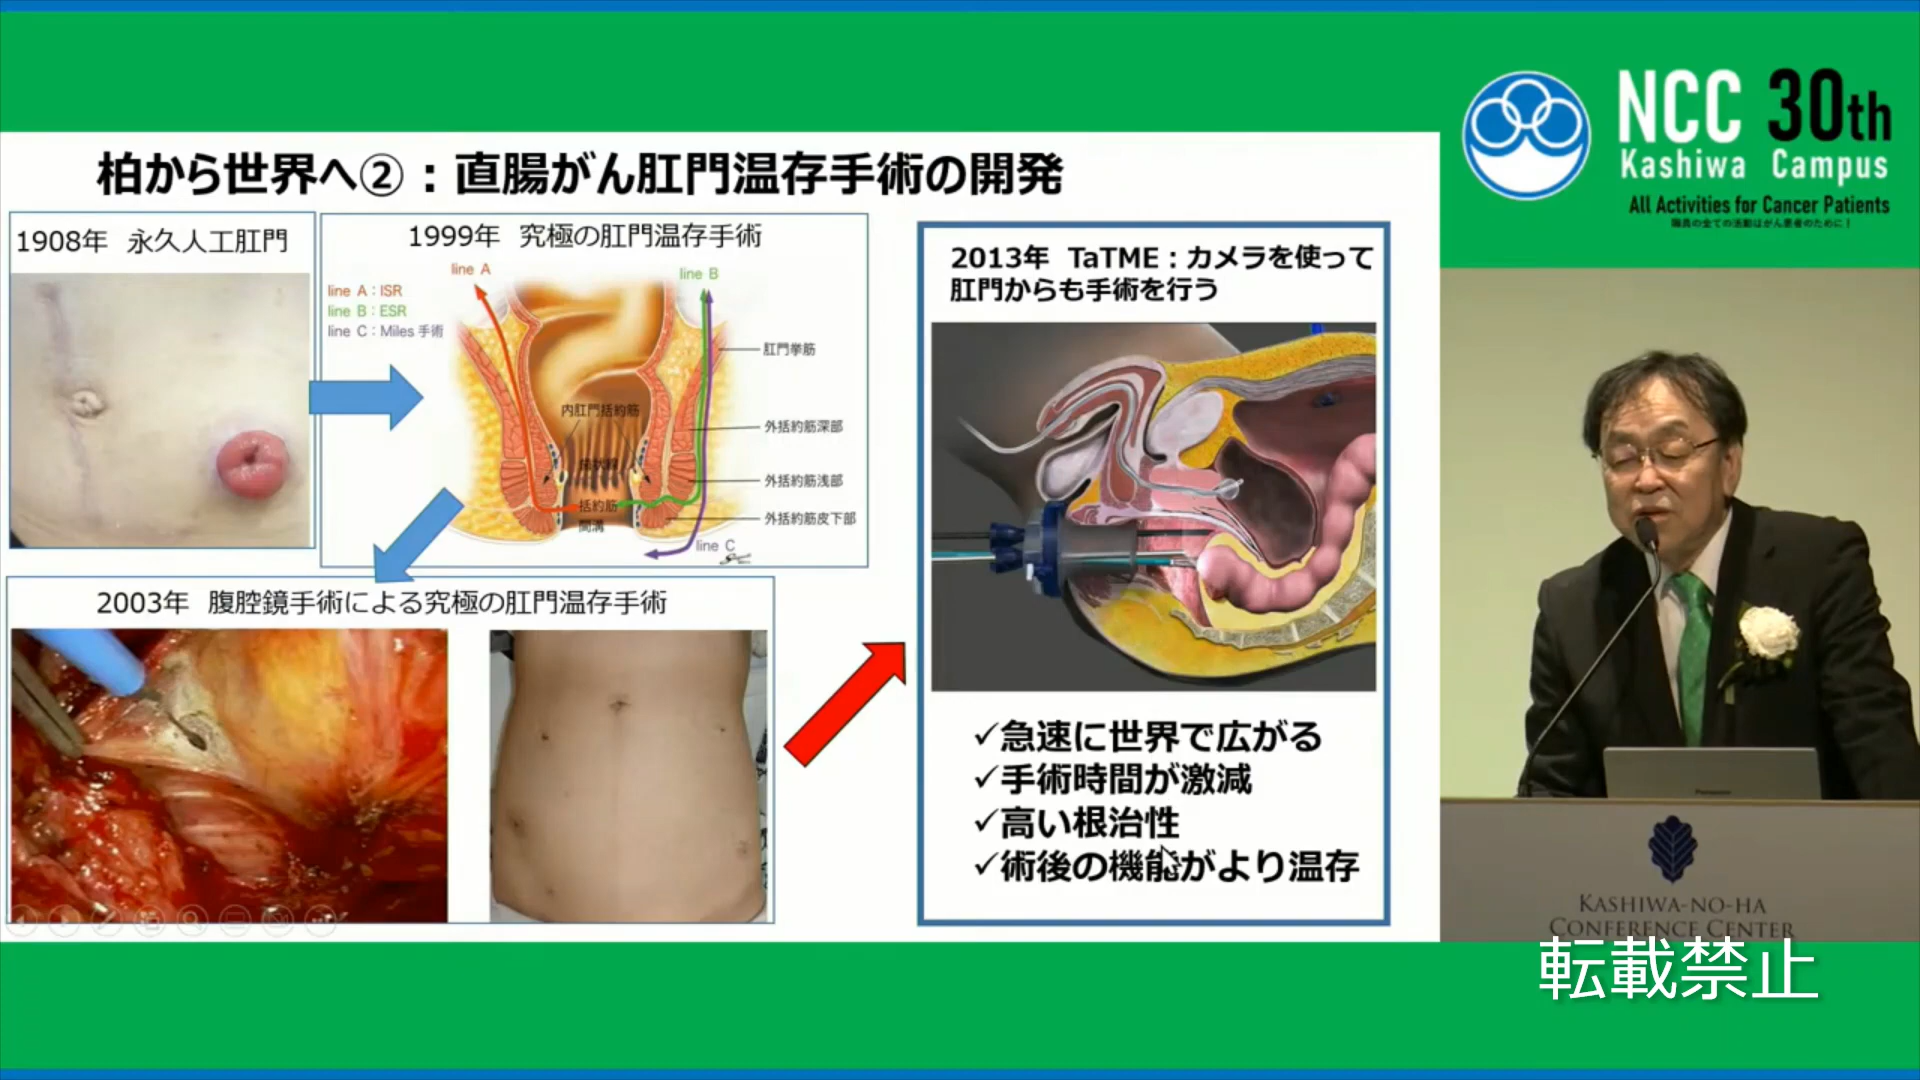 NCC 30th
Kashiwa Campus
All Activities for Cancer Patients
職員の全ての活動はがん患者のために！
柏から世界へ②：直腸がん肛門温存手術の開発
1908年 永久人工肛門
1999年 究極の肛門温存手術
line A：ISR
line B：ESR
line C：Miles 手術
line A
line B
肛門挙筋
内肛門括約筋
外括約筋深部
外括約筋浅部
括約筋
間溝
外括約筋皮下部
line C
2003年 腹腔鏡手術による究極の肛門温存手術
2013年 TaTME：カメラを使って
肛門からも手術を行う
✓急速に世界で広がる
✓手術時間が激減
✓高い根治性
✓術後の機能がより温存
Panasonic
KASHIWA-NO-HA
CONFERENCE CENTER
転載禁止